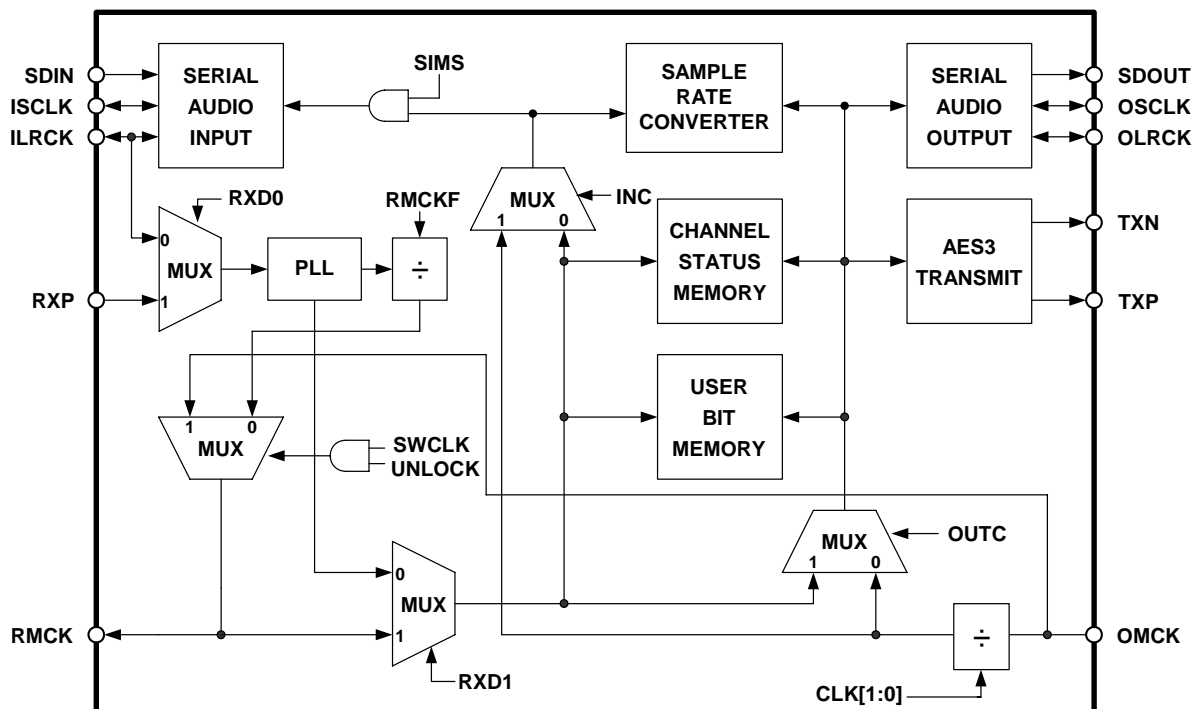 SIMS
SDIN
ISCLK
ILRCK
SERIAL
AUDIO
INPUT
SAMPLE
RATE
CONVERTER
SERIAL
AUDIO
OUTPUT
SDOUT
OSCLK
OLRCK
RXD0
RMCKF
MUX
1 0
INC
0
MUX
1
PLL
÷
CHANNEL
STATUS
MEMORY
AES3
TRANSMIT
TXN
TXP
RXP
1 0
MUX
SWCLK
UNLOCK
USER
BIT
MEMORY
MUX
1 0
OUTC
0
MUX
1
RXD1
RMCK
÷
OMCK
CLK[1:0]